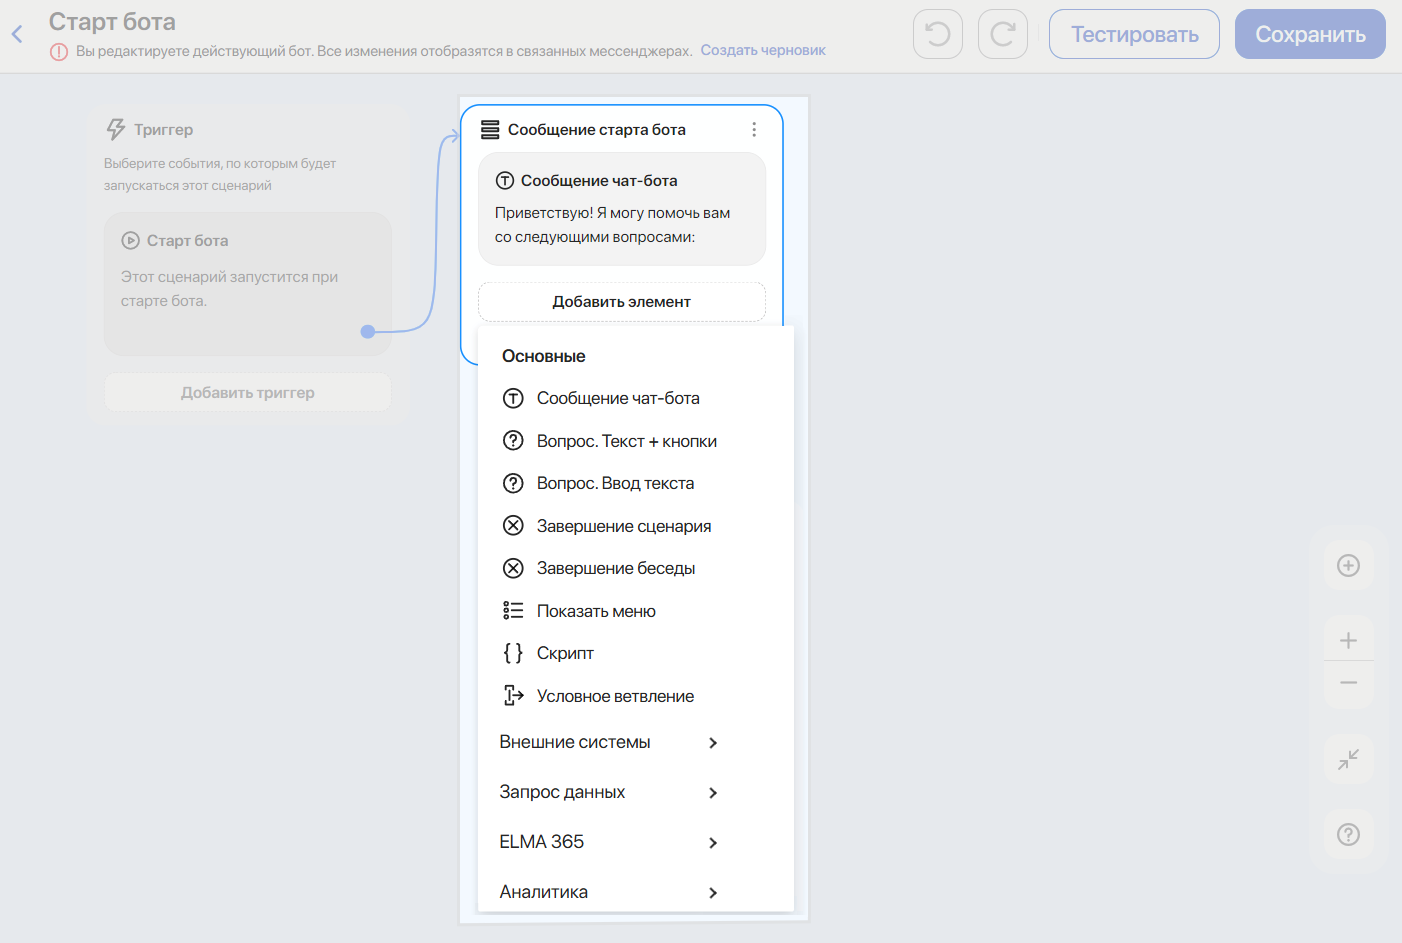 Старт бота
Вы редактируете действующий бот. Все изменения отобразятся в связанных мессенджерах. Создать черновик
Тестировать
Сохранить
Триггер
Выберите события, по которым будет
запускаться этот сценарий
Старт бота
Этот сценарий запустится при
старте бота.
Добавить триггер
Сообщение старта бота
Сообщение чат-бота
Приветствую! Я могу помочь вам
со следующими вопросами:
Добавить элемент
Основные
Сообщение чат-бота
Вопрос. Текст + кнопки
Вопрос. Ввод текста
Завершение сценария
Завершение беседы
Показать меню
Скрипт
Условное ветвление
Внешние системы
Запрос данных
ELMA 365
Аналитика